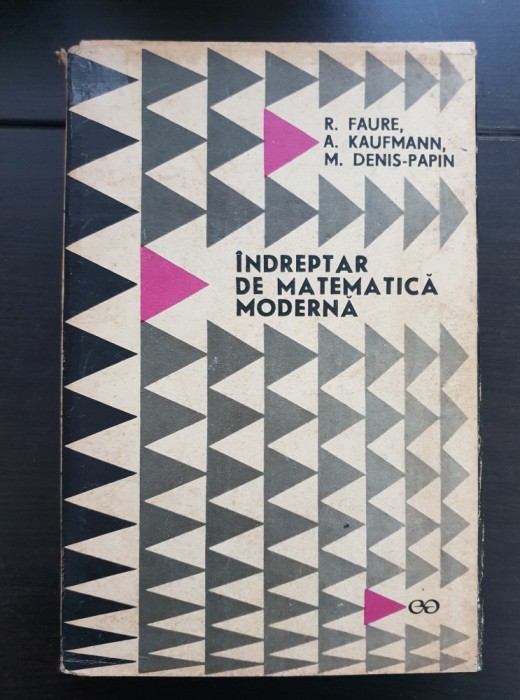 R. FAURE,
A. KAUFMANN,
M. DENIS-PAPIN
ÎNDREPTAR
DE MATEMATICĂ
MODERNĂ